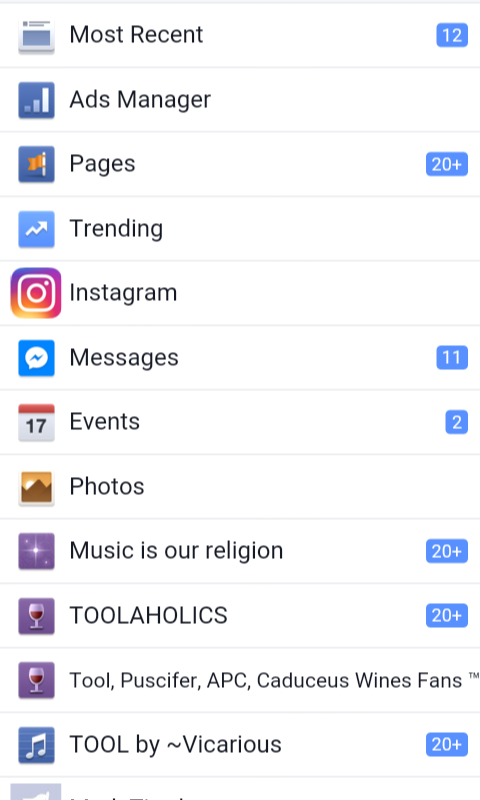 Most Recent 12
Ads Manager
Pages 20+
Trending
Instagram
Messages 11
17 Events 2
Photos
Music is our religion 20+
TOOLAHOLICS 20+
Tool, Puscifer, APC, Caduceus Wines Fans ™
TOOL by ~Vicarious 20+